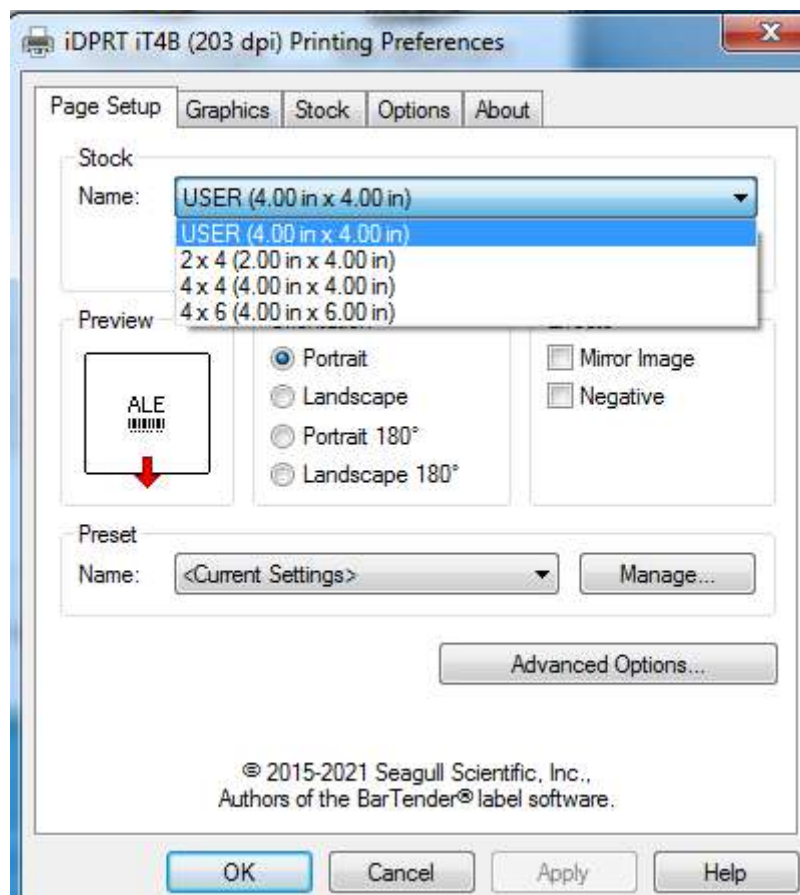 iDPRT iT4B (203 dpi) Printing Preferences
Page Setup Graphics Stock Options About
Stock
Name: USER (4.00 in x 4.00 in)
USER (4.00 in x 4.00 in)
2 x 4 (2.00 in x 4.00 in)
4 x 4 (4.00 in x 4.00 in)
4 x 6 (4.00 in x 6.00 in)
Preview
ALE
Portrait
Landscape
Portrait 180°
Landscape 180°
Mirror Image
Negative
Preset
Name: <Current Settings> Manage...
Advanced Options...
© 2015-2021 Seagull Scientific, Inc.,
Authors of the BarTender® label software.
OK Cancel Apply Help